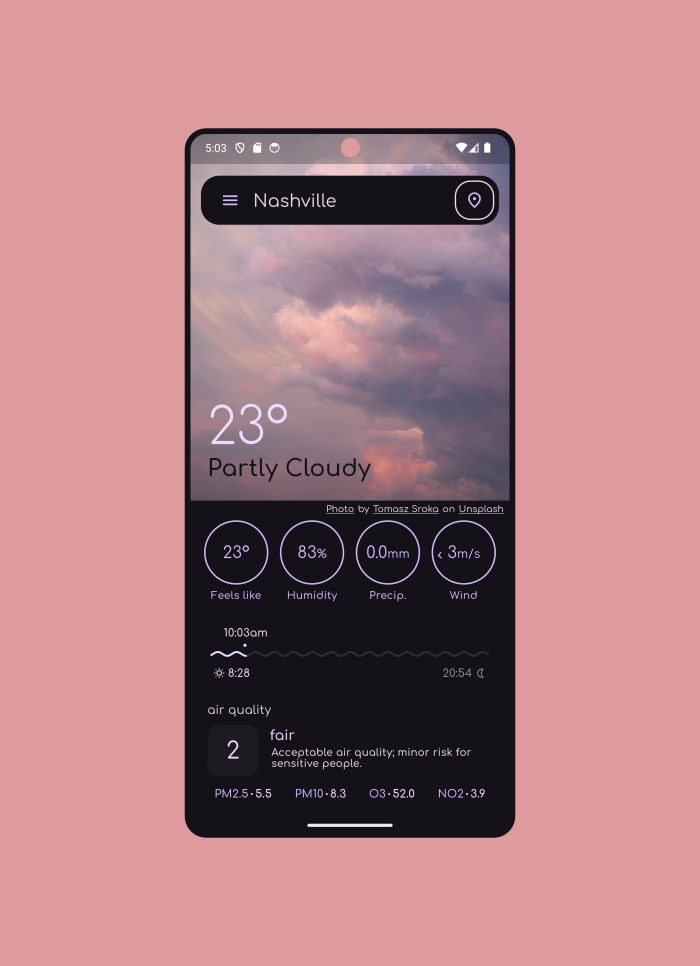 5:03
Nashville
23°
Partly Cloudy
Photo by Tomasz Sroka on Unsplash
23° 83% 0.0mm 3m/s
Feels like Humidity Precip. Wind
10:03am
8:28 20:54
air quality
2 fair
Acceptable air quality; minor risk for
sensitive people.
PM2.5·5.5 PM10·8.3 O3·52.0 NO2·3.9